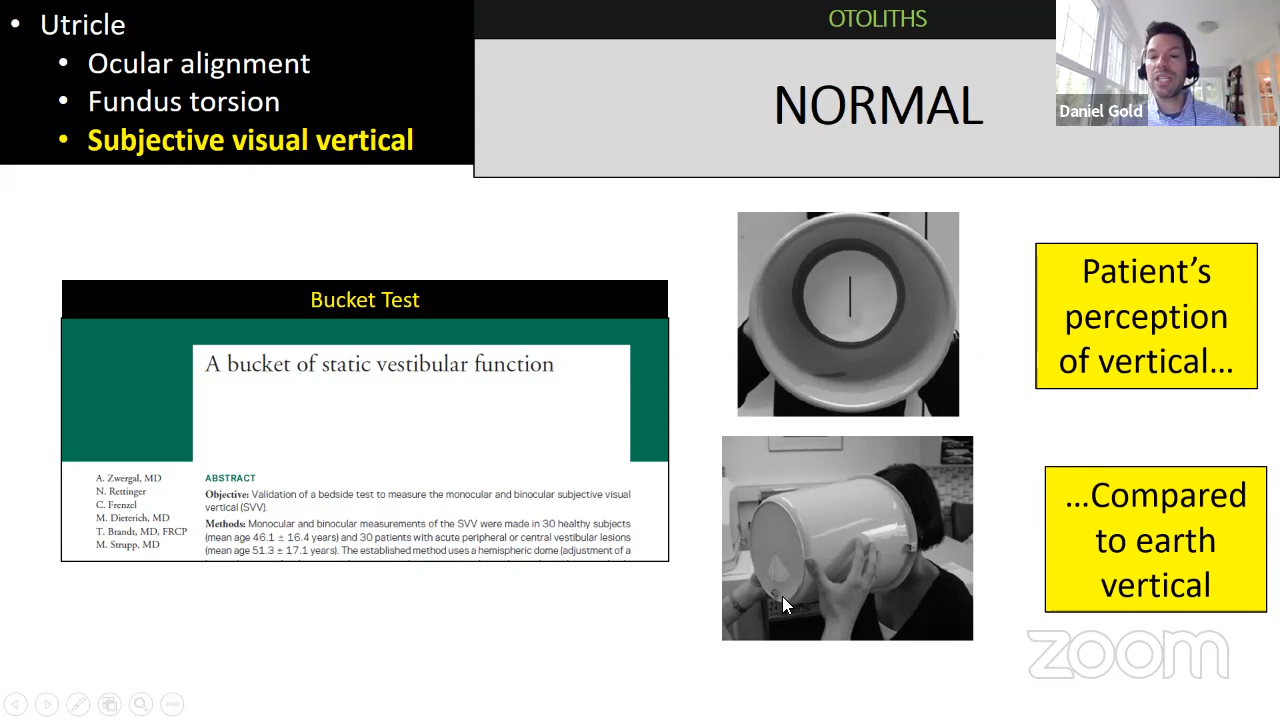 • Utricle
• Ocular alignment
• Fundus torsion
• Subjective visual vertical
OTOLITHS
NORMAL
Daniel Gold
Bucket Test
A bucket of static vestibular function
A. Zwergal, MD
N. Rettinger
C. Frenzel
M. Dieterich, MD
T. Brandt, MD, FRCP
M. Strupp, MD
ABSTRACT
Objective: Validation of a bedside test to measure the monocular and binocular subjective visual
vertical (SVV).
Methods: Monocular and binocular measurements of the SVV were made in 30 healthy subjects
(mean age 46.1 ± 16.4 years) and 30 patients with acute peripheral or central vestibular lesions
(mean age 51.3 ± 17.1 years). The established method uses a hemispheric dome (adjustment of a
Patient’s
perception
of vertical…
…Compared
to earth
vertical
zoom